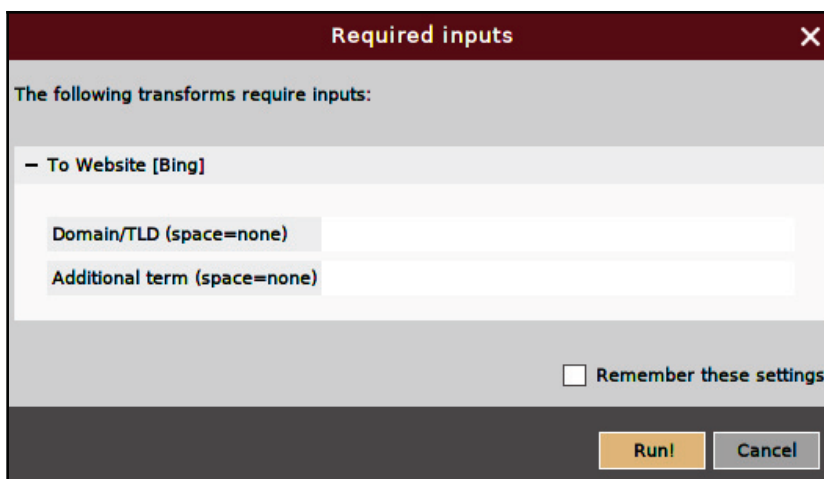 Required inputs
The following transforms require inputs:
− To Website [Bing]
Domain/TLD (space=none)
Additional term (space=none)
Remember these settings
Run! Cancel